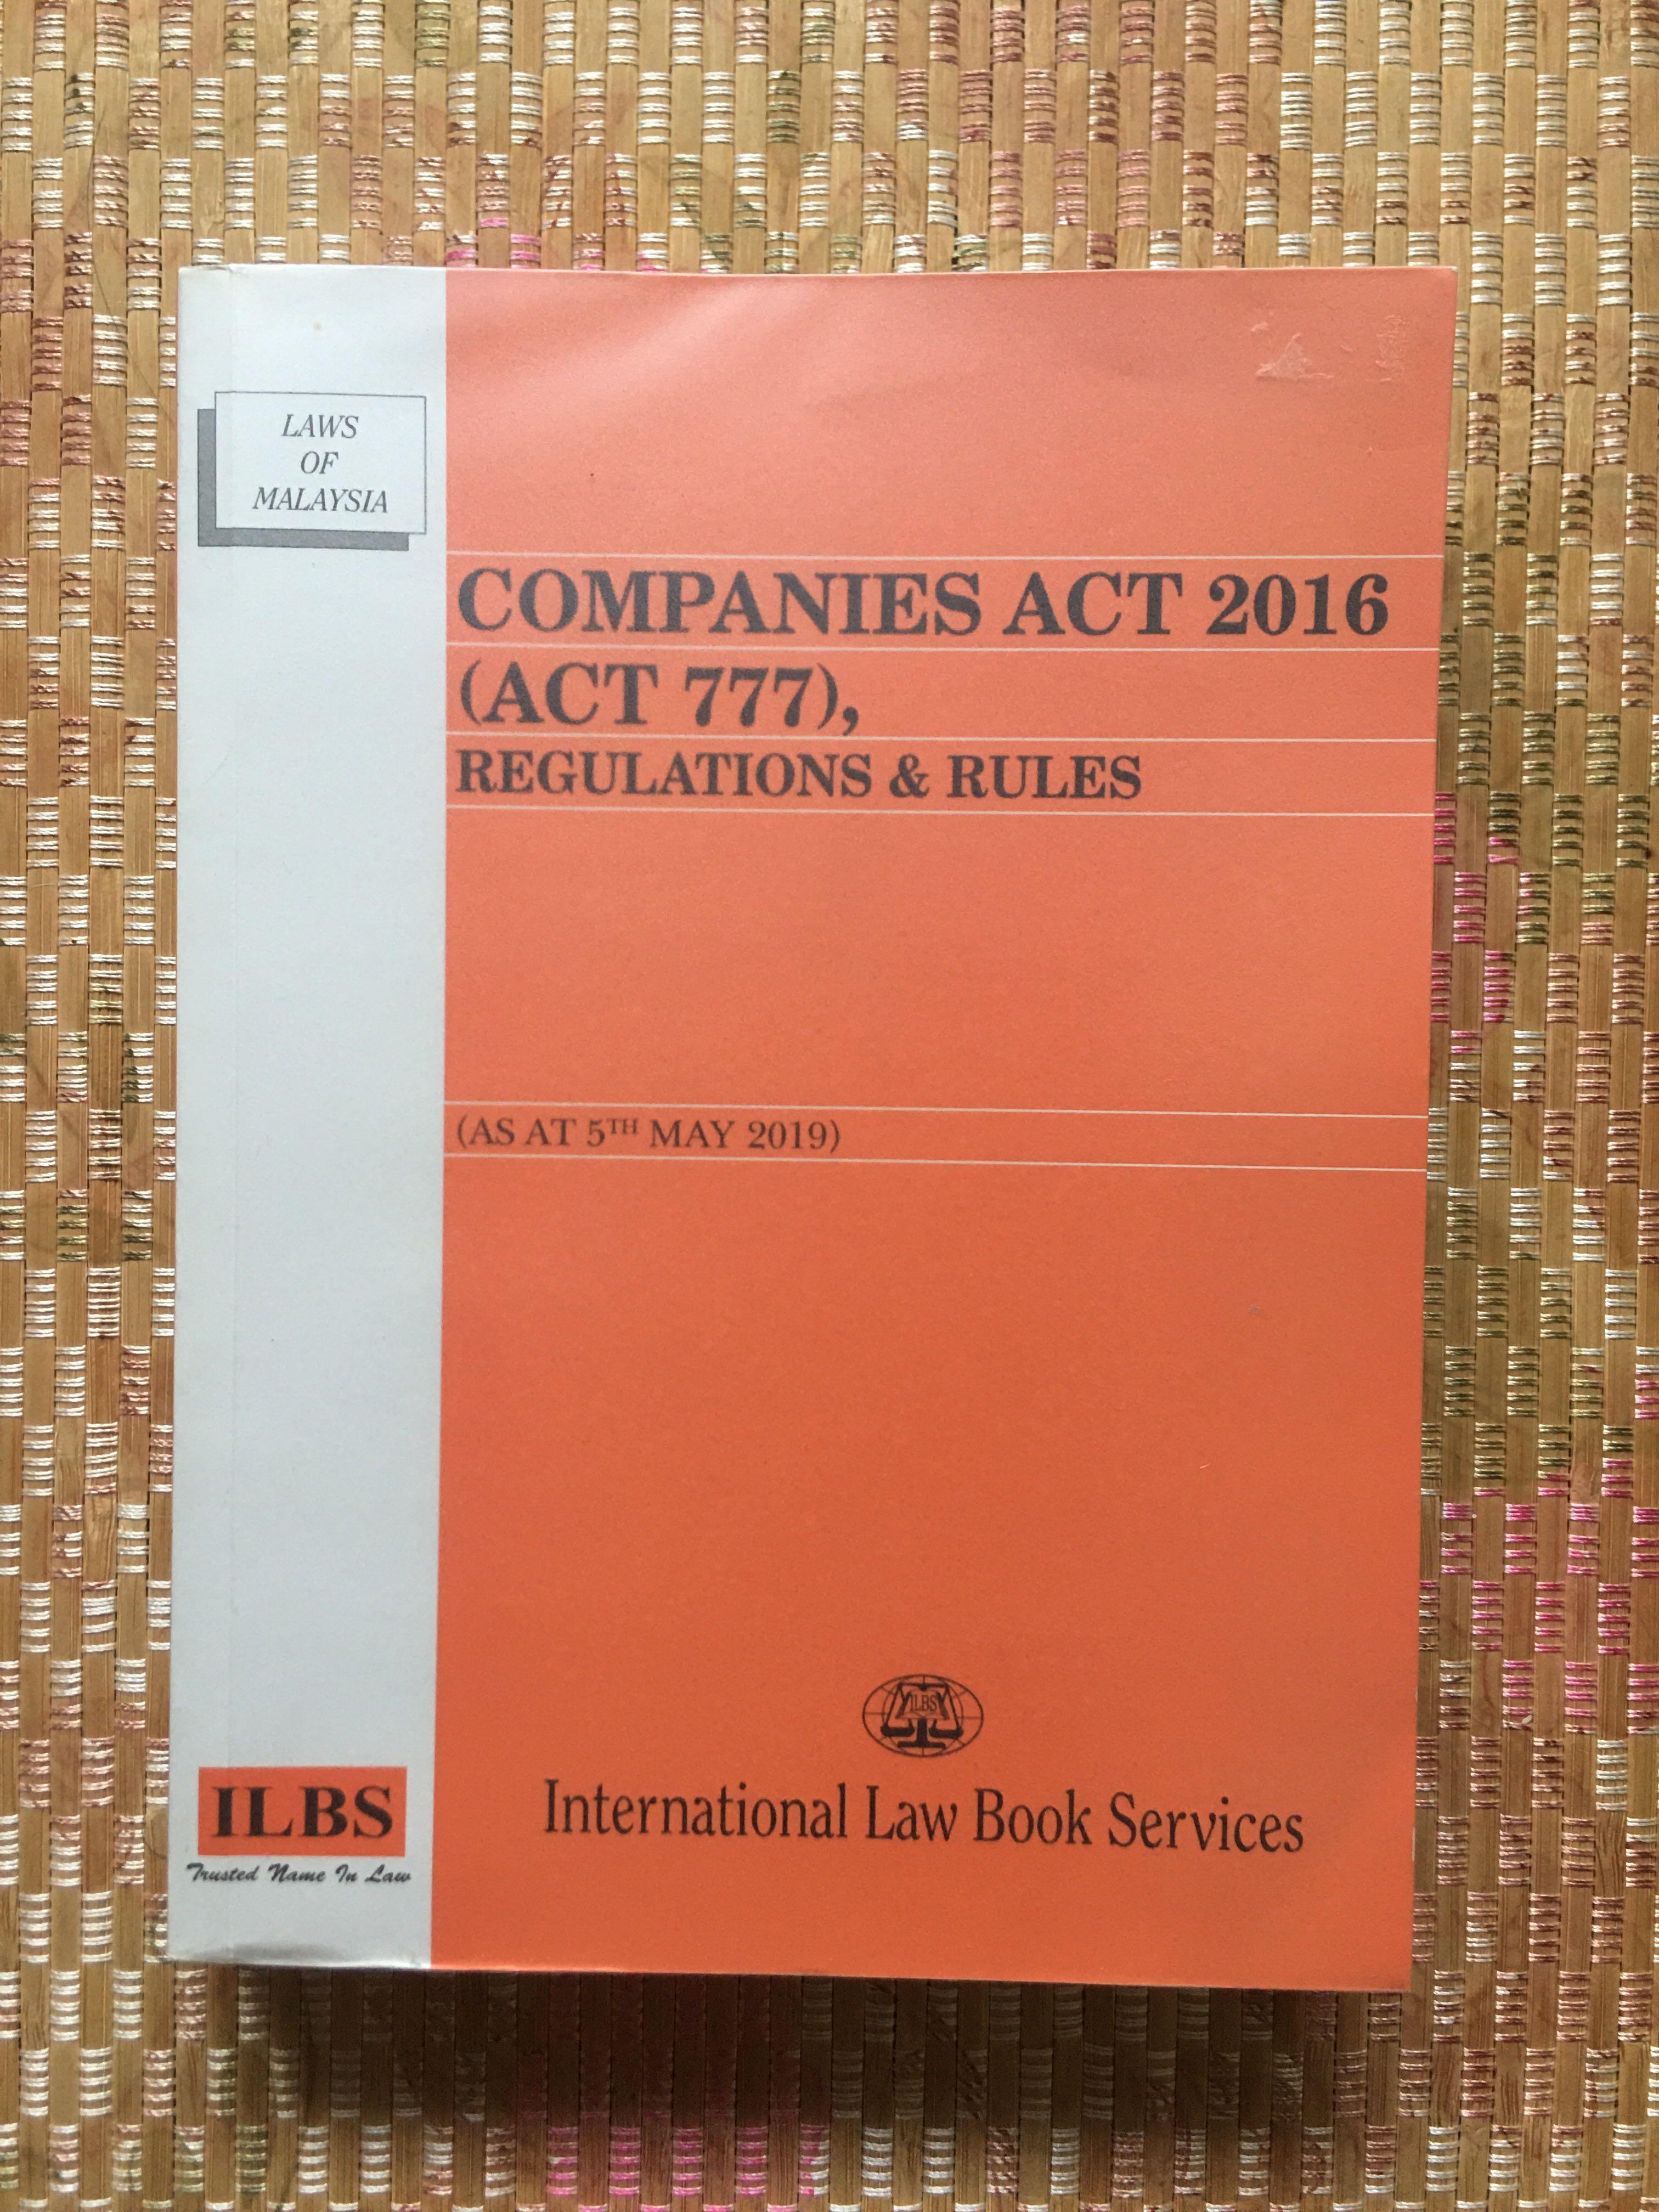 LAWS
OF
MALAYSIA
COMPANIES ACT 2016
(ACT 777),
REGULATIONS & RULES
(AS AT 5TH MAY 2019)
ILBS
International Law Book Services
ILBS
Trusted Name In Law